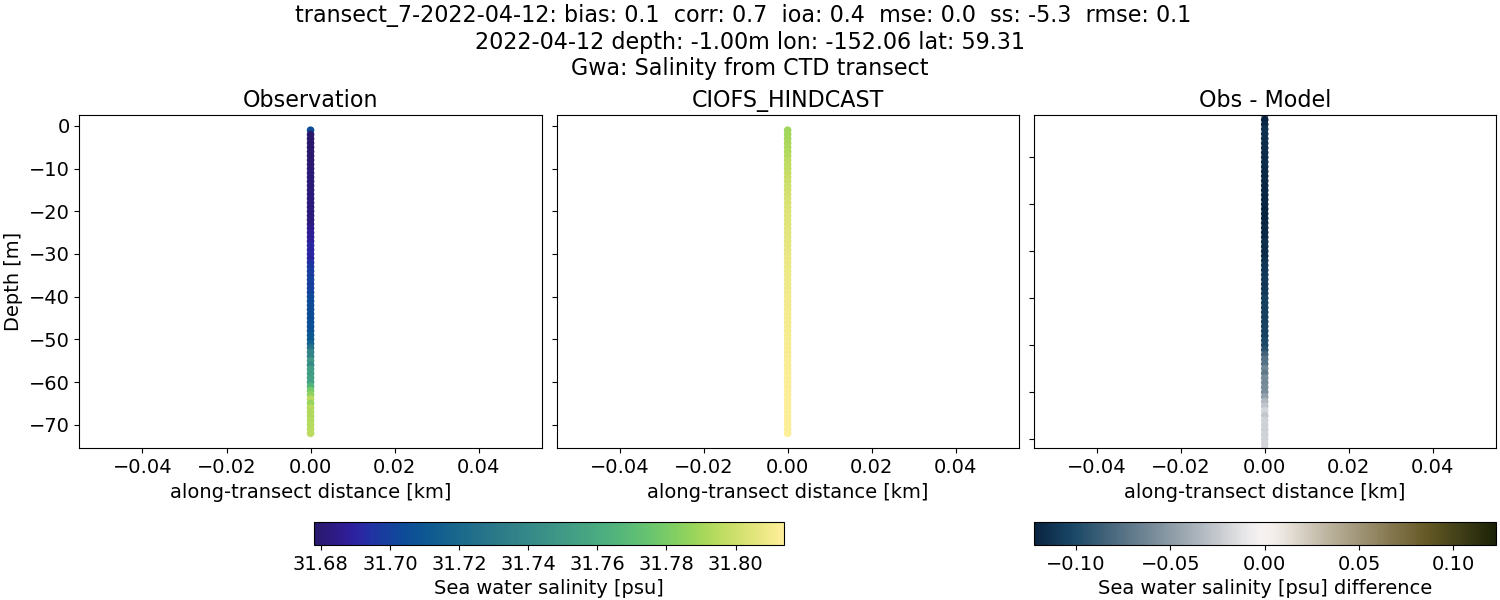 transect_7-2022-04-12: bias: 0.1  corr: 0.7  ioa: 0.4  mse: 0.0  ss: -5.3  rmse: 0.1
2022-04-12 depth: -1.00m lon: -152.06 lat: 59.31
Gwa: Salinity from CTD transect
Observation
CIOFS_HINDCAST
Obs - Model
Depth [m]
0
−10
−20
−30
−40
−50
−60
−70
−0.04 −0.02 0.00 0.02 0.04
−0.04 −0.02 0.00 0.02 0.04
−0.04 −0.02 0.00 0.02 0.04
along-transect distance [km]
along-transect distance [km]
along-transect distance [km]
31.68 31.70 31.72 31.74 31.76 31.78 31.80
Sea water salinity [psu]
−0.10 −0.05 0.00 0.05 0.10
Sea water salinity [psu] difference